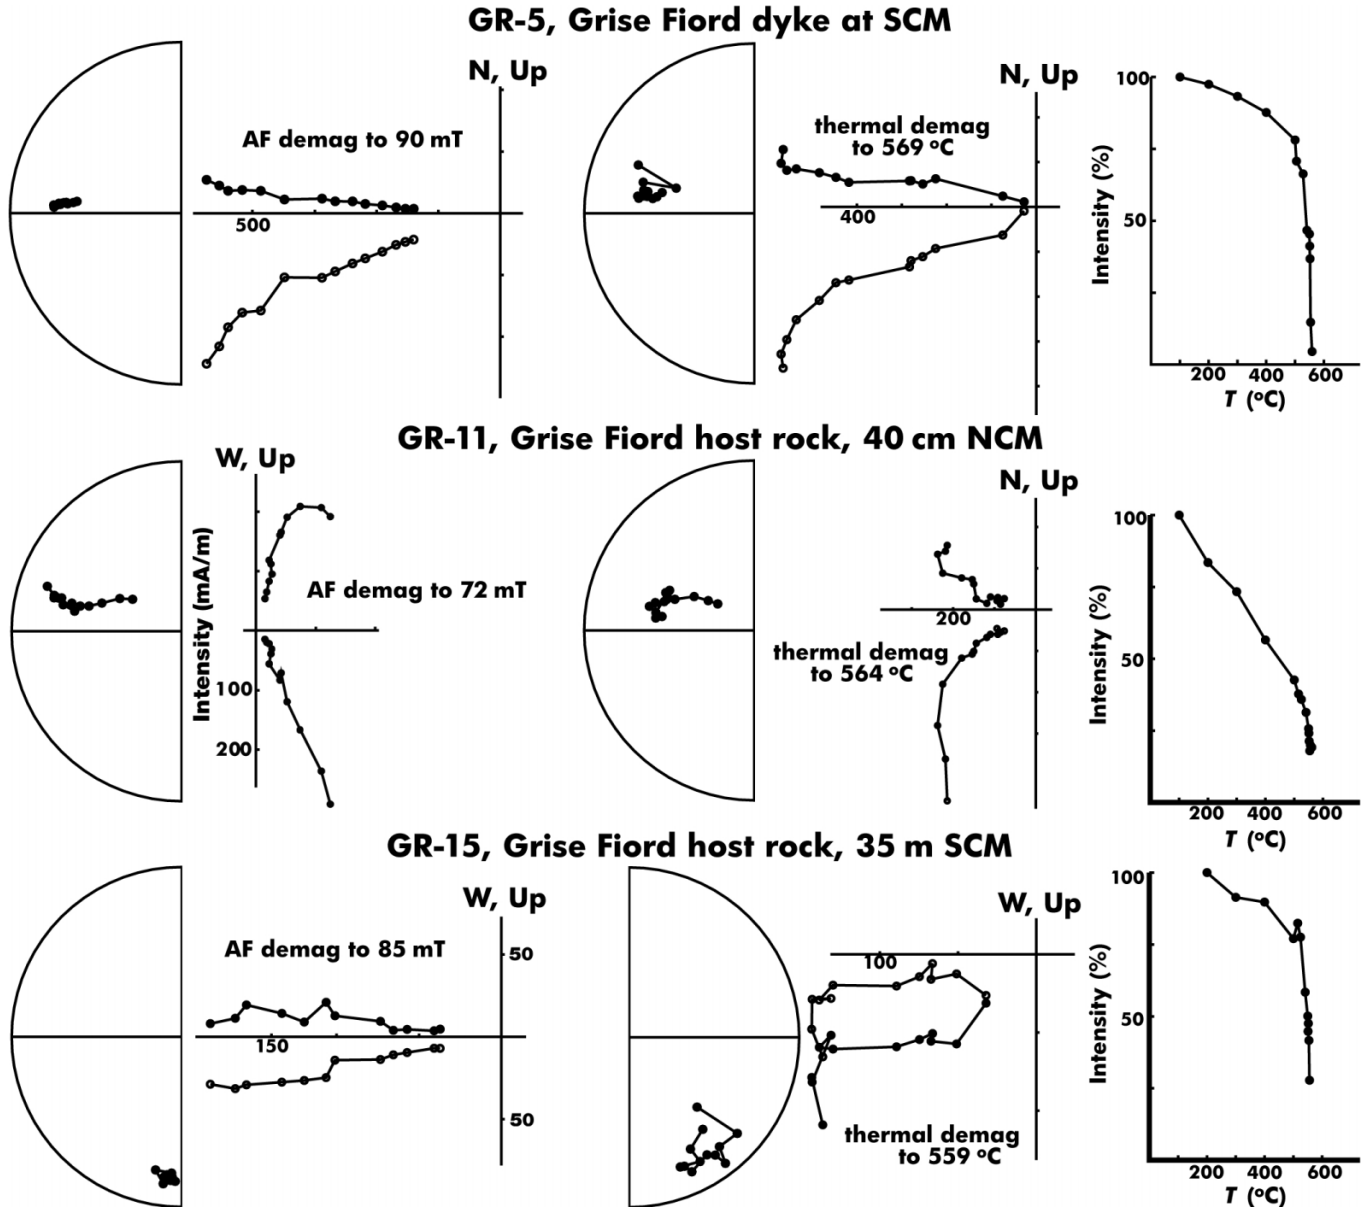 GR-5, Grise Fiord dyke at SCM
N, Up
AF demag to 90 mT
500
N, Up
thermal demag
to 569 °C
400
Intensity (%)
100
50
200 400 600
T (°C)
GR-11, Grise Fiord host rock, 40 cm NCM
W, Up
Intensity (mA/m)
AF demag to 72 mT
100
200
N, Up
200
thermal demag
to 564 °C
Intensity (%)
100
50
200 400 600
T (°C)
GR-15, Grise Fiord host rock, 35 m SCM
W, Up
AF demag to 85 mT
50
150
50
W, Up
100
thermal demag
to 559 °C
Intensity (%)
100
50
200 400 600
T (°C)